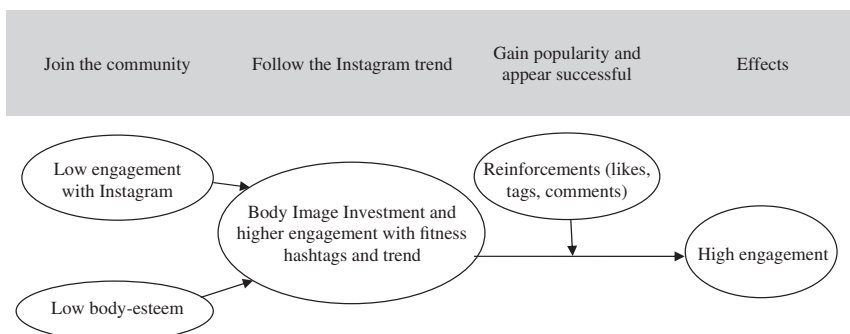 Join the community
Follow the Instagram trend
Gain popularity and
appear successful
Effects
Low engagement
with Instagram
Low body-esteem
Body Image Investment and
higher engagement with fitness
hashtags and trend
Reinforcements (likes,
tags, comments)
High engagement